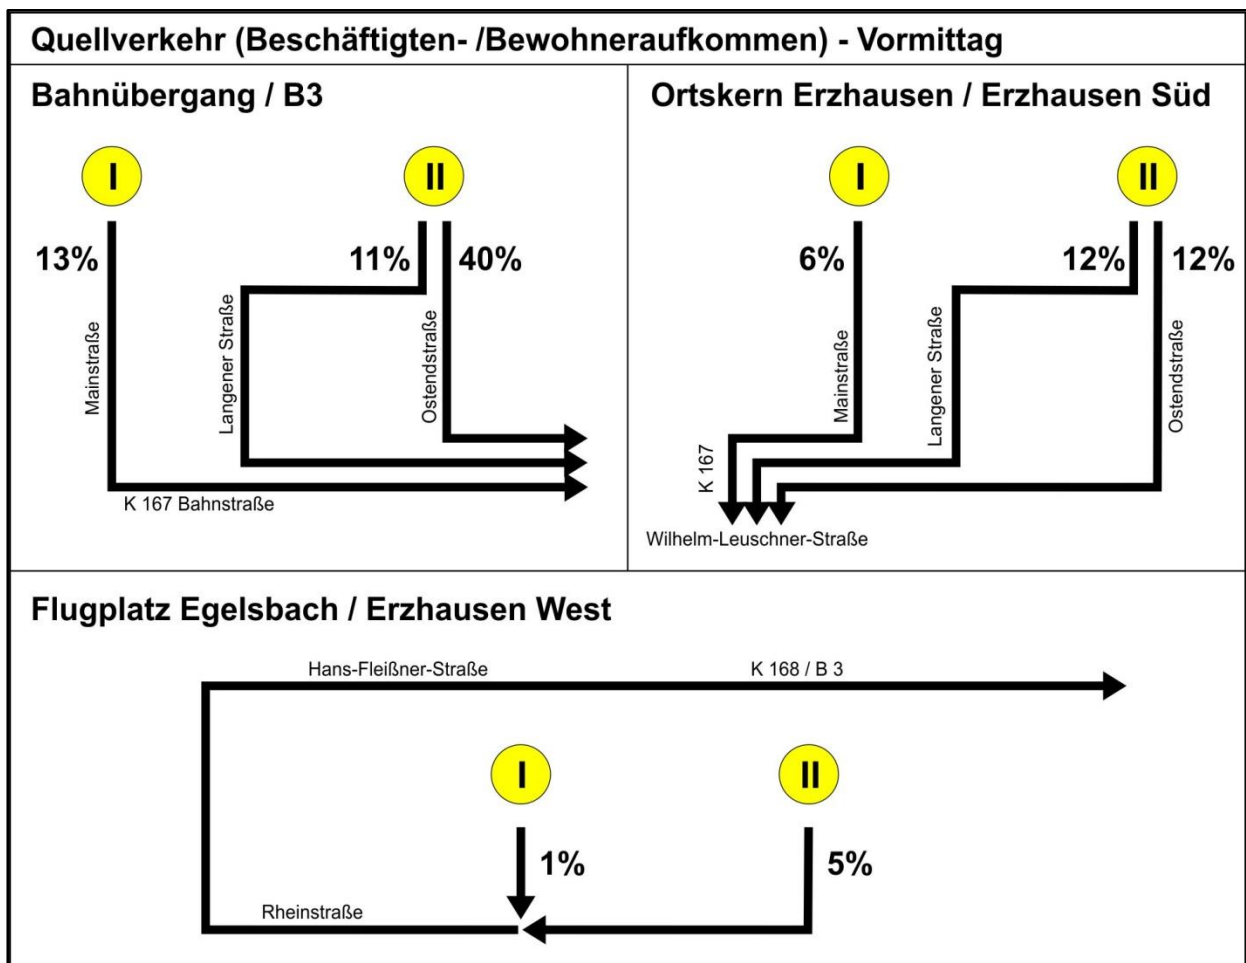 Quellverkehr (Beschäftigten- /Bewohneraufkommen) - Vormittag
Bahnübergang / B3
I
II
13%
11%
40%
Mainstraße
Langener Straße
Ostendstraße
K 167 Bahnstraße
Ortskern Erzhausen / Erzhausen Süd
I
II
6%
12%
12%
Mainstraße
Langener Straße
Ostendstraße
K 167
Wilhelm-Leuschner-Straße
Flugplatz Egelsbach / Erzhausen West
Hans-Fleißner-Straße
K 168 / B 3
I
II
1%
5%
Rheinstraße